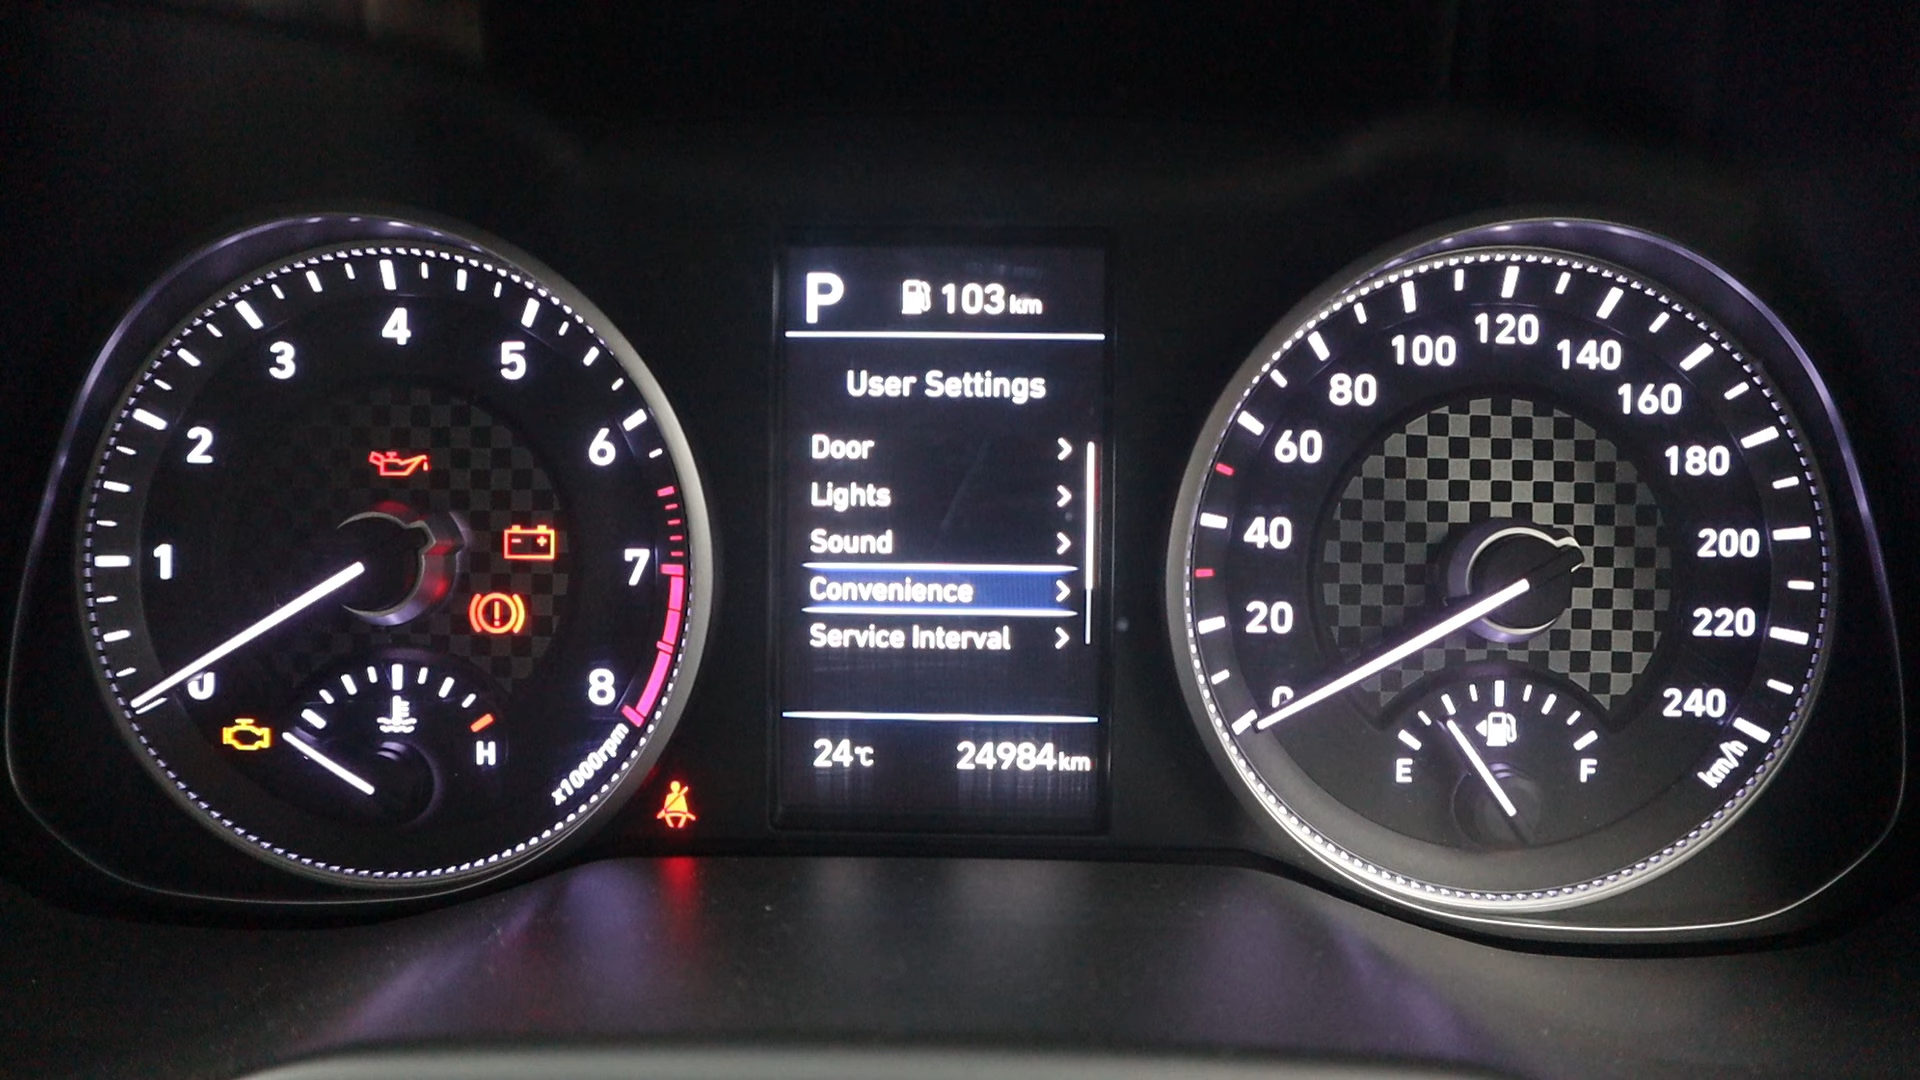 0
1
2
3
4
5
6
7
8
x1000rpm
H
P
103 km
User Settings
Door
Lights
Sound
Convenience
Service Interval
24°C
24984 km
0
20
40
60
80
100
120
140
160
180
200
220
240
km/h
E
F